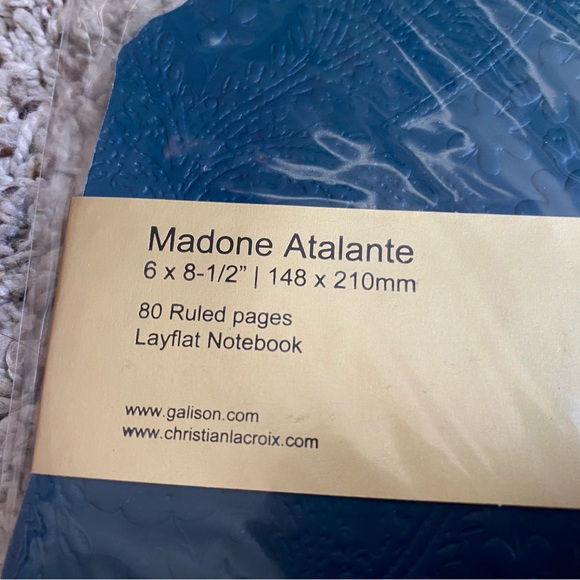 Madone Atalante
6 x 8-1/2” | 148 x 210mm
80 Ruled pages
Layflat Notebook
www.galison.com
www.christianlacroix.com